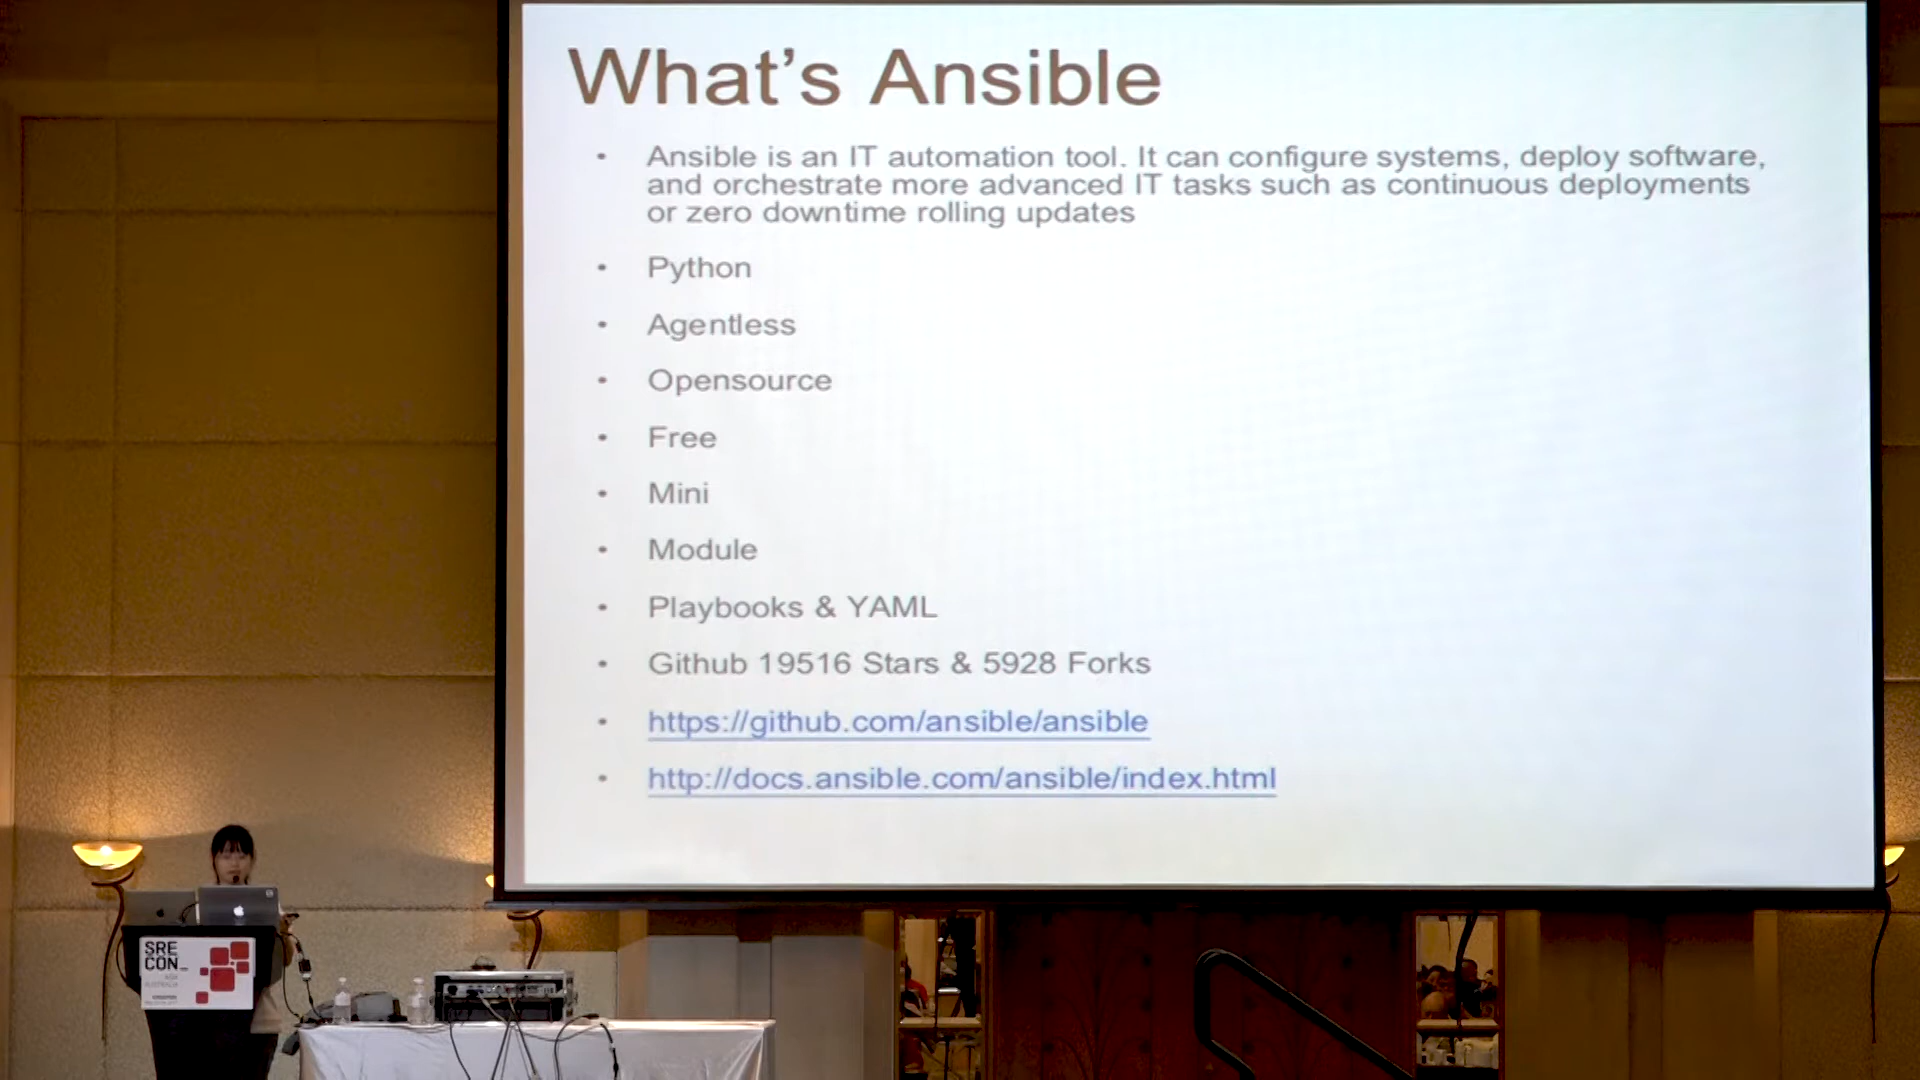 What's Ansible
• Ansible is an IT automation tool. It can configure systems, deploy software,
and orchestrate more advanced IT tasks such as continuous deployments
or zero downtime rolling updates
• Python
• Agentless
• Opensource
• Free
• Mini
• Module
• Playbooks & YAML
• Github 19516 Stars & 5928 Forks
• https://github.com/ansible/ansible
• http://docs.ansible.com/ansible/index.html
SRE
CON_